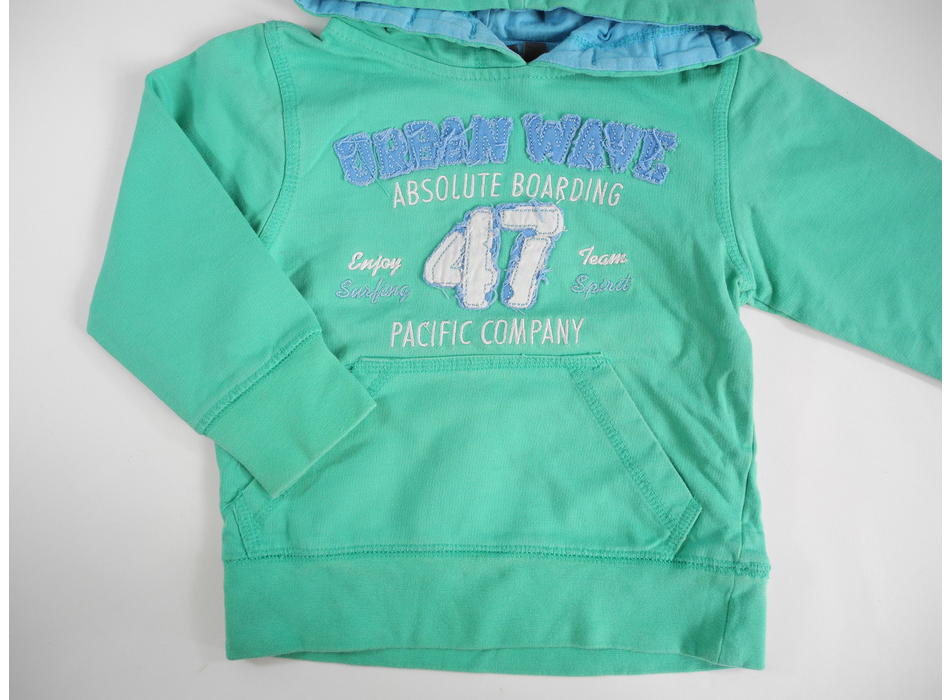 URBAN WAVE
ABSOLUTE BOARDING
47
Enjoy Team
Surfing Spirit
PACIFIC COMPANY